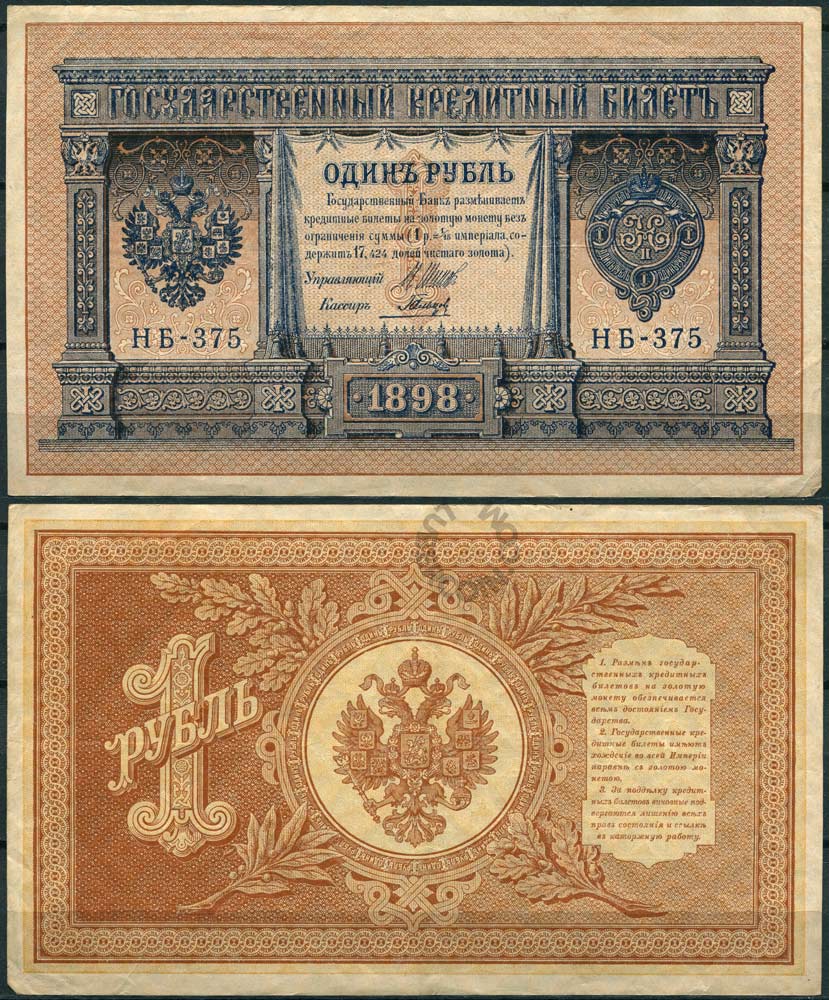 ГОСУДАРСТВЕННЫЙ КРЕДИТНЫЙ БИЛЕТЪ
ОДИНЪ РУБЛЬ
Государственный Банкъ размѣниваетъ
кредитные билеты на золотую монету безъ
ограниченія суммы (1 р. = 1/15 имперіала, со-
держитъ 17,424 долей чистаго золота).
Управляющій
Кассиръ
НБ-375
НБ-375
1898
1
РУБЛЬ
1. Размѣнъ государ-
ственныхъ кредитныхъ
билетовъ на золотую
монету обезпечивается
всѣмъ достояніемъ Госу-
дарства.
2. Государственные кре-
дитные билеты имѣютъ
хожденіе во всей Имперіи
наравнѣ съ золотою мо-
нетою.
3. За поддѣлку кредит-
ныхъ билетовъ виновные под-
вергаются лишенію всѣхъ
правъ состоянія и ссылкѣ
въ каторжную работу.